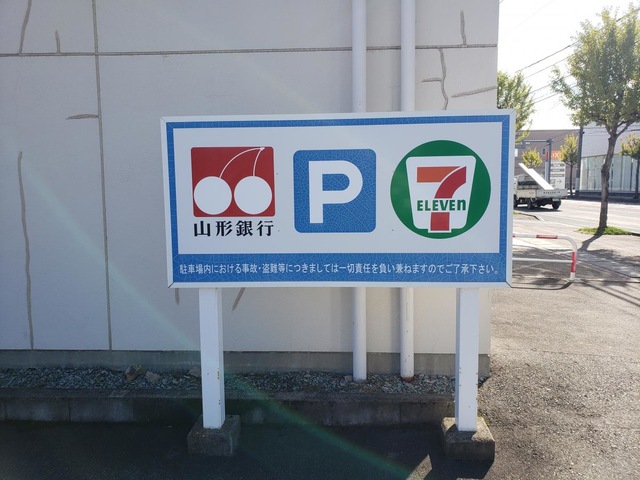 P
7
ELEVEn
山形銀行
駐車場内における事故・盗難等につきましては一切責任を負い兼ねますのでご了承下さい。